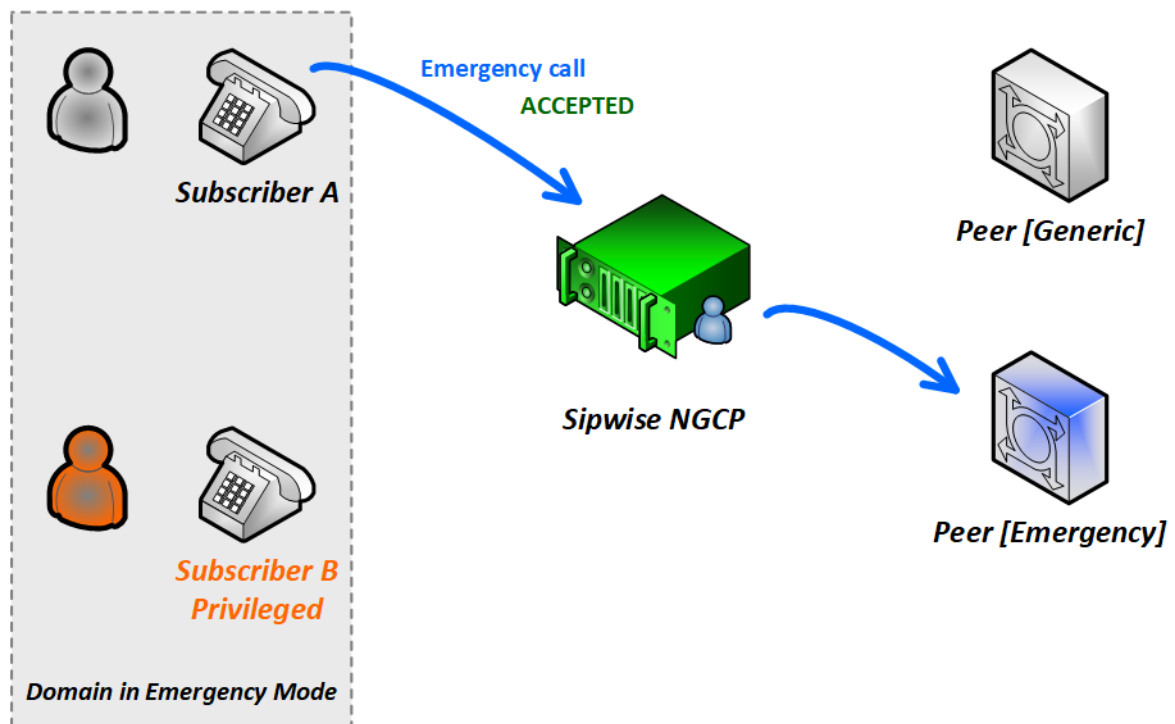 Emergency call
ACCEPTED
Subscriber A
Peer [Generic]
Sipwise NGCP
Peer [Emergency]
Subscriber B
Privileged
Domain in Emergency Mode